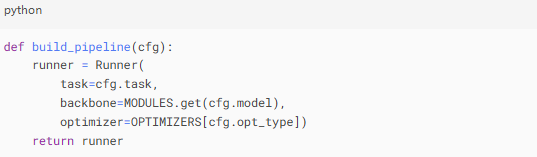 python
def build_pipeline(cfg):
    runner = Runner(
        task=cfg.task,
        backbone=MODULES.get(cfg.model),
        optimizer=OPTIMIZERS[cfg.opt_type])
    return runner